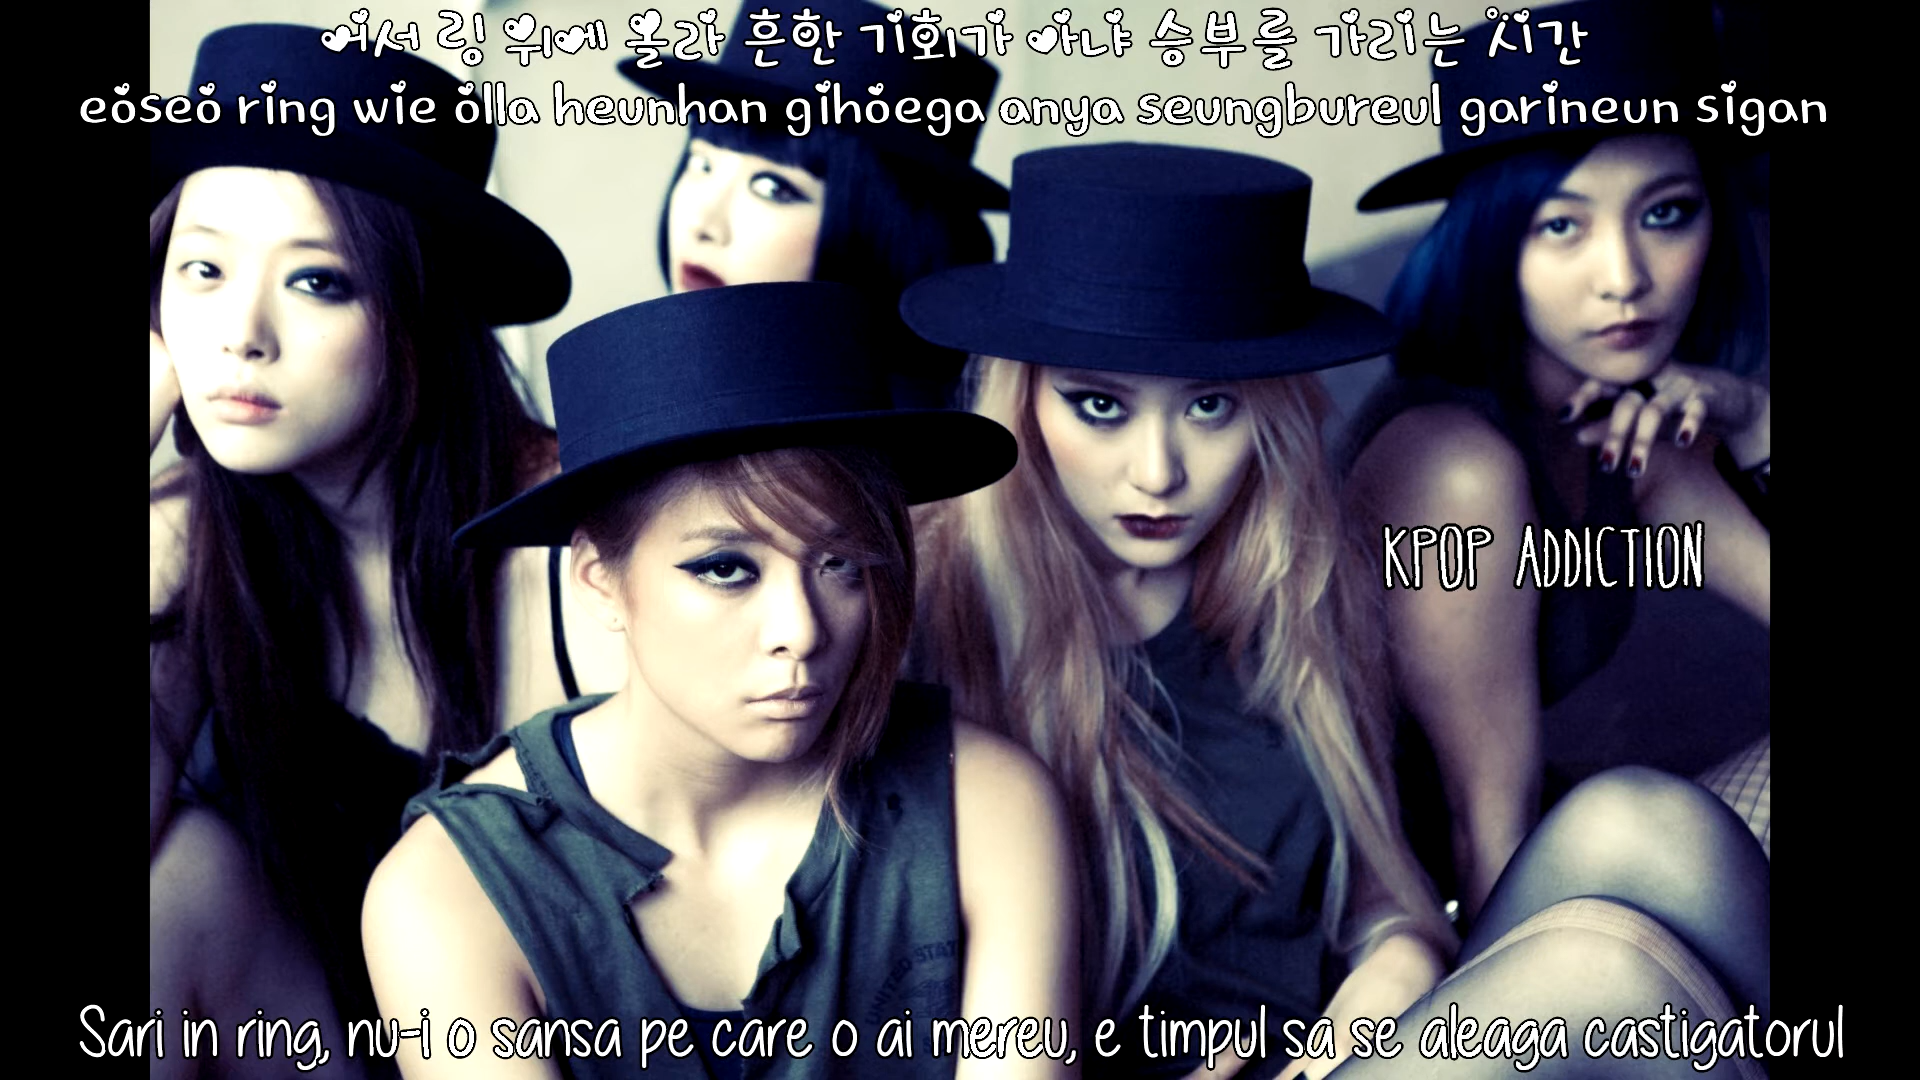 어서 링 위에 올라 흔한 기회가 아냐 승부를 가리는 시간
eoseo ring wie olla heunhan gihoega anya seungbureul garineun sigan
KPOP ADDICTION
UNITED STAT
Sari in ring, nu-i o sansa pe care o ai mereu, e timpul sa se aleaga castigatorul